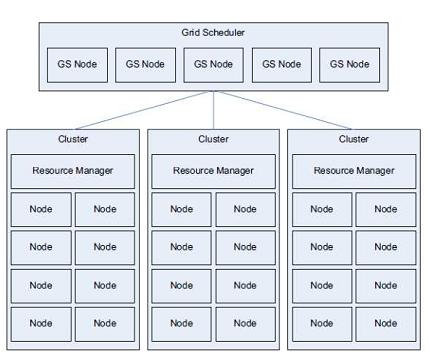 Grid Scheduler
GS Node GS Node GS Node GS Node GS Node
Cluster Cluster Cluster
Resource Manager Resource Manager Resource Manager
Node Node Node Node Node Node
Node Node Node Node Node Node
Node Node Node Node Node Node
Node Node Node Node Node Node